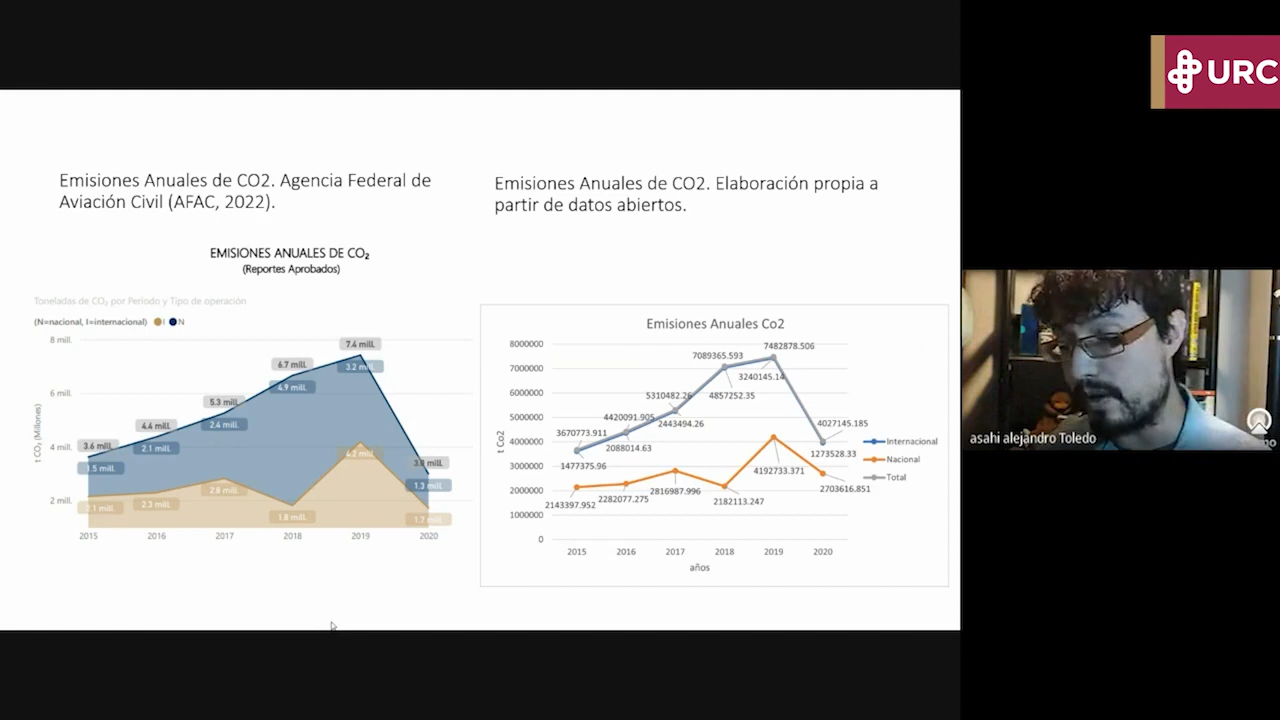 URC
Emisiones Anuales de CO2. Agencia Federal de
Aviación Civil (AFAC, 2022).
EMISIONES ANUALES DE CO₂
(Reportes Aprobados)
Toneladas de CO₂ por Periodo y Tipo de operación
(N=nacional, I=internacional) I N
t CO₂ (Millones)
8 mill.
6 mill.
4 mill.
2 mill.
3.6 mill.
4.4 mill.
5.3 mill.
6.7 mill.
7.4 mill.
1.5 mill.
2.1 mill.
2.4 mill.
4.9 mill.
3.2 mill.
1.3 mill.
2.1 mill.
2.3 mill.
2.8 mill.
1.8 mill.
4.2 mill.
1.7 mill.
2015 2016 2017 2018 2019 2020
Emisiones Anuales de CO2. Elaboración propia a
partir de datos abiertos.
Emisiones Anuales Co2
t Co2
8000000
7000000
6000000
5000000
4000000
3000000
2000000
1000000
0
3670773.911
4420091.905
5310482.26
7089365.593
7482878.506
4027145.185
1477375.96
2088014.63
2443494.26
4857252.35
3240145.14
1273528.33
2143397.952
2282077.275
2816987.996
2182113.247
4192733.371
2703616.851
2015 2016 2017 2018 2019 2020
años
Internacional
Nacional
Total
asahi alejandro Toledo